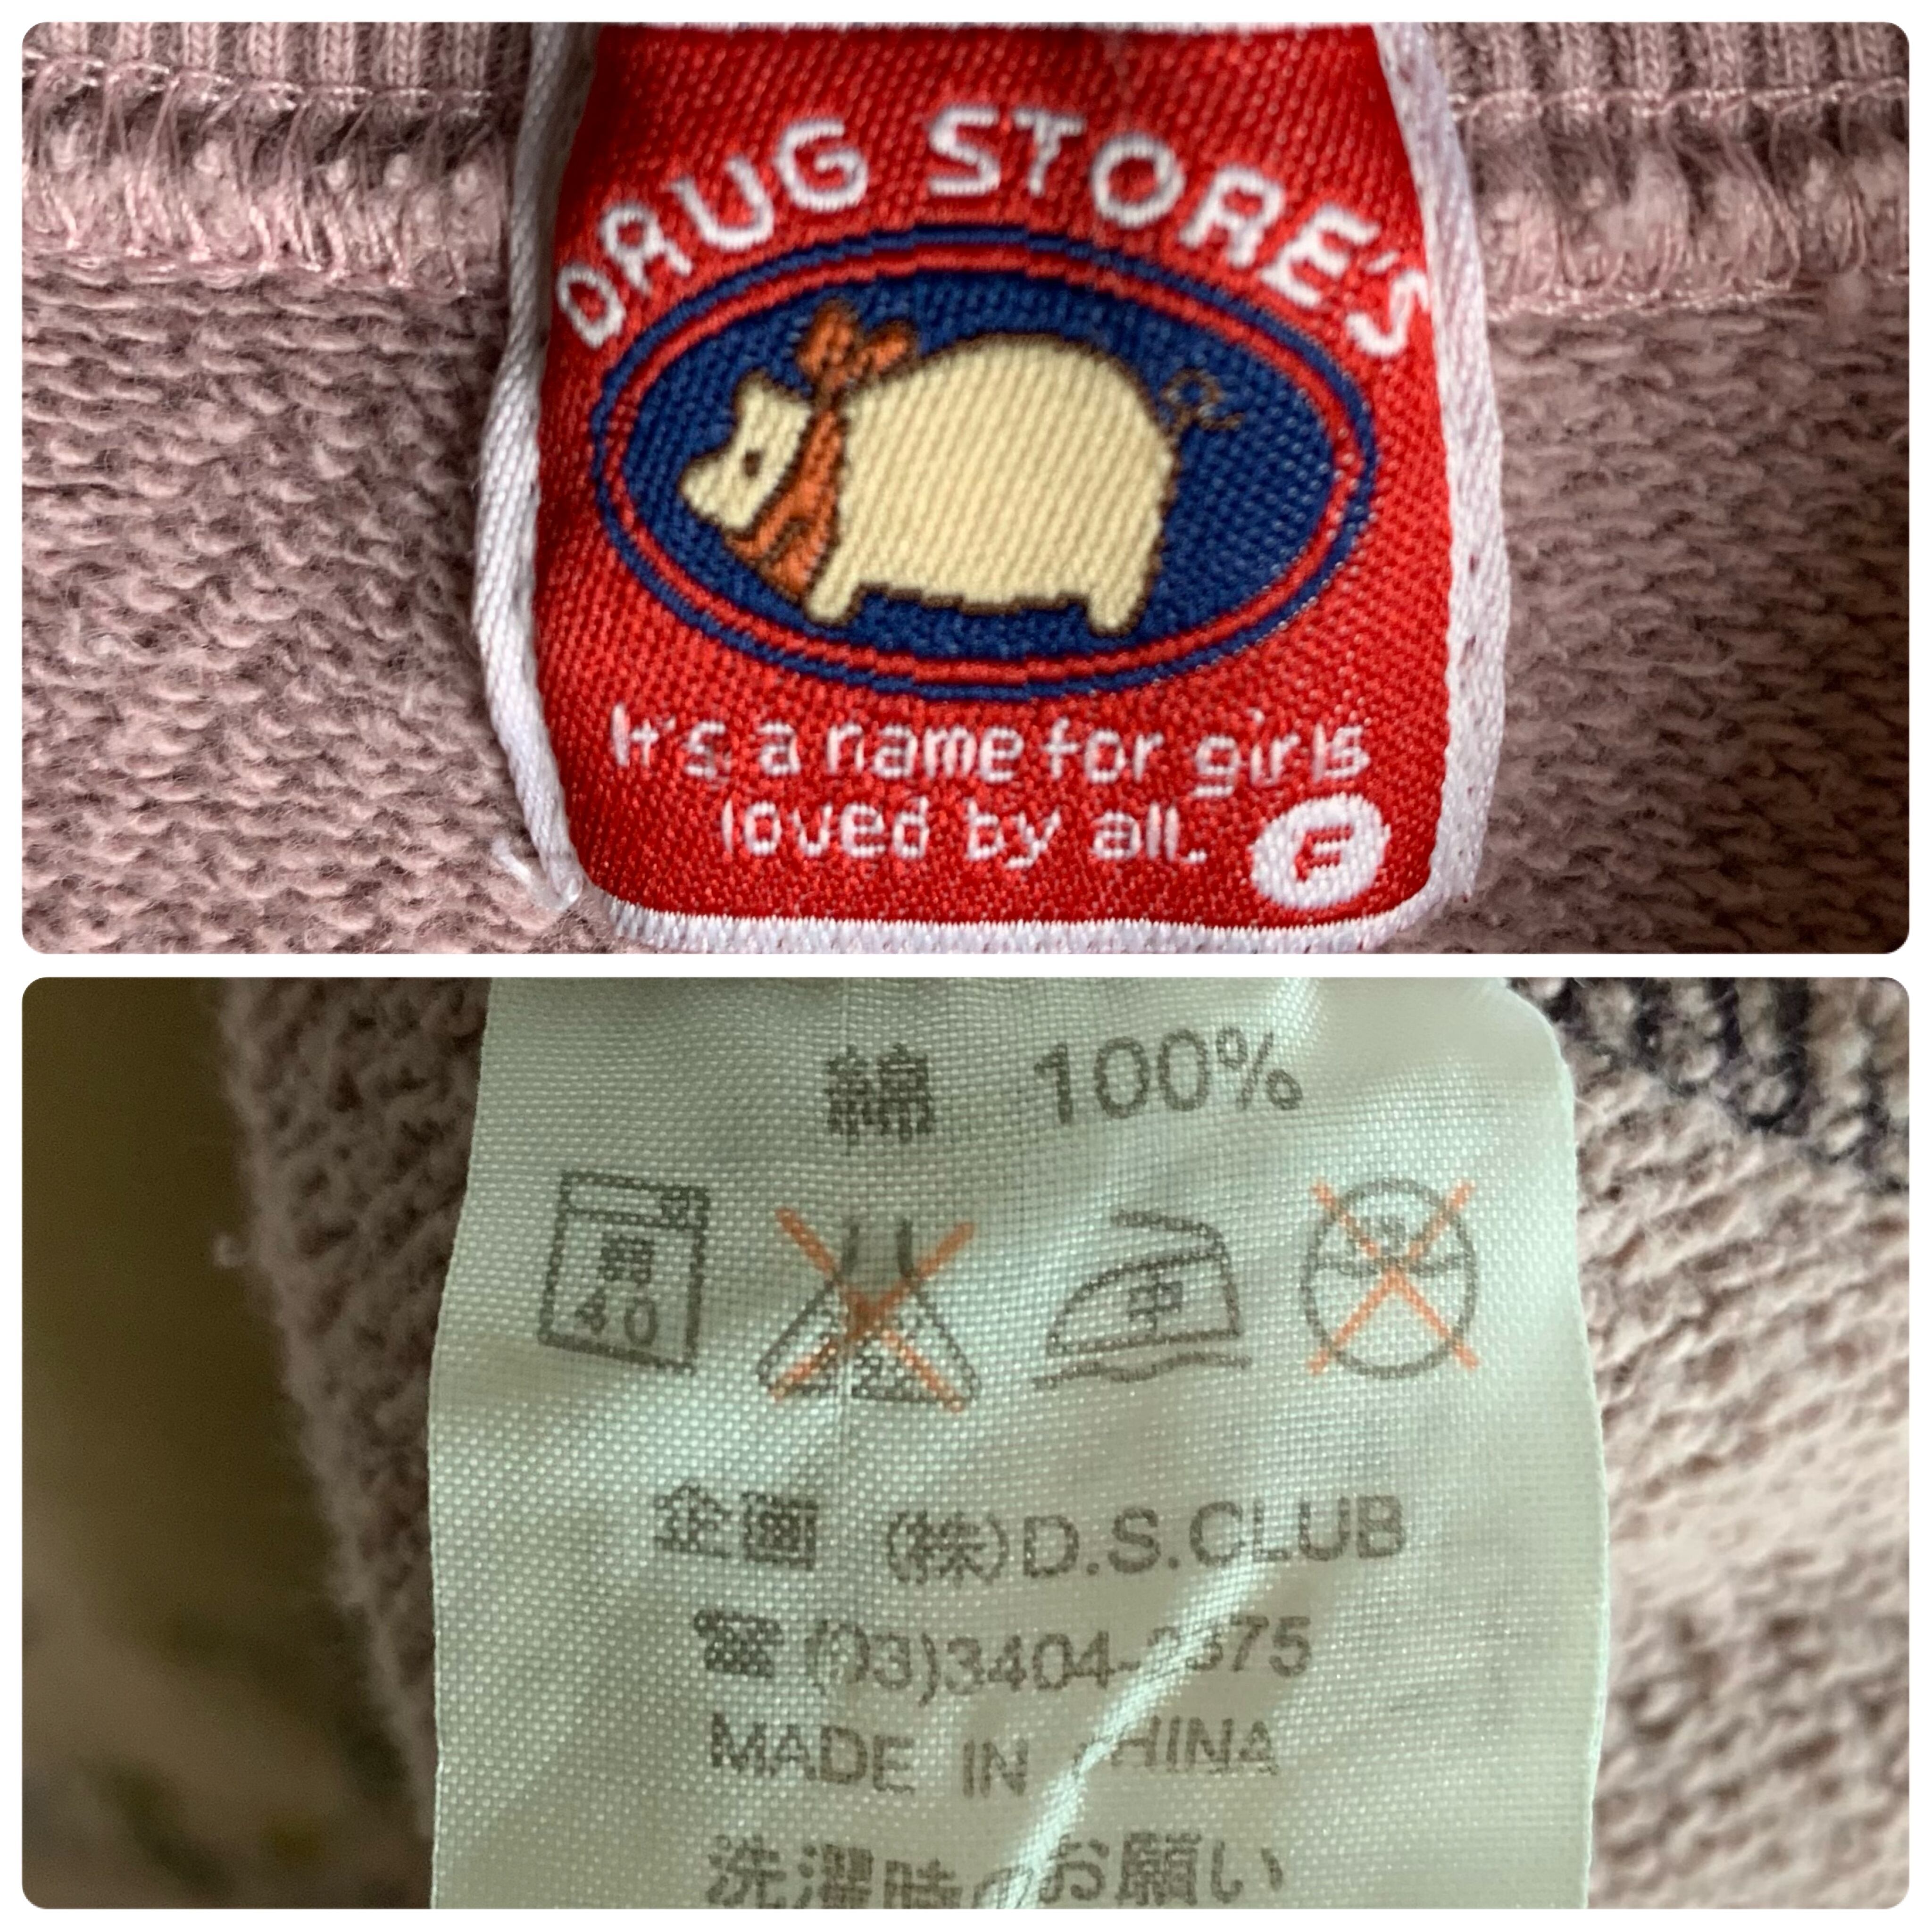 DRUG STORE'S
It's a name for girls
loved by all.
F
綿 100%
40
中
企画 (株)D.S.CLUB
☎(03)3404-
MADE IN CHINA
洗濯時のお願い